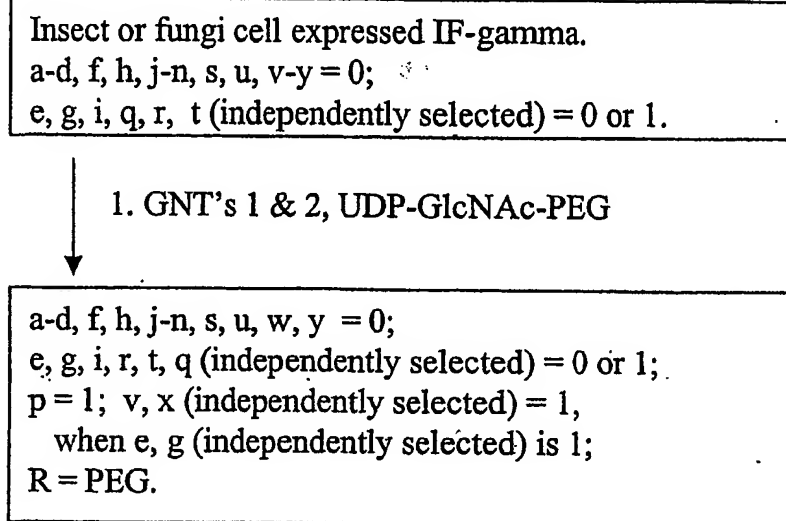 Insect or fungi cell expressed IF-gamma.
a-d, f, h, j-n, s, u, v-y = 0;
e, g, i, q, r, t (independently selected) = 0 or 1.
1. GNT's 1 & 2, UDP-GlcNAc-PEG
a-d, f, h, j-n, s, u, w, y = 0;
e, g, i, r, t, q (independently selected) = 0 or 1;
p = 1; v, x (independently selected) = 1,
when e, g (independently selected) is 1;
R = PEG.